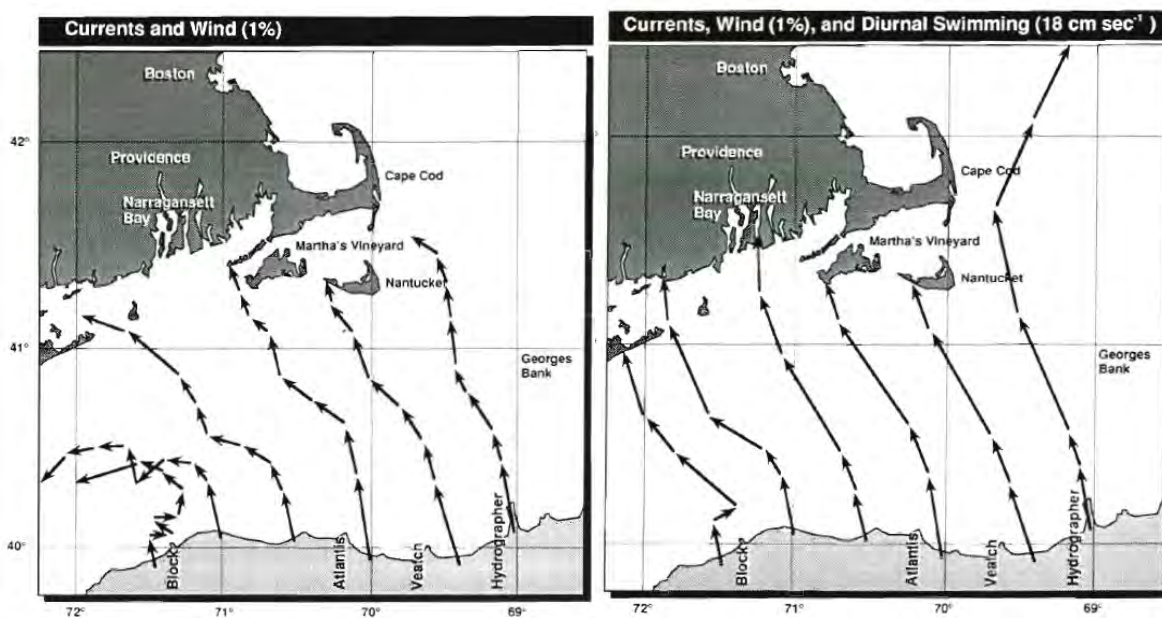 Currents and Wind (1%)
Boston
42°
Providence
Cape Cod
Narragansett
Bay
Martha's Vineyard
Nantucket
41°
Georges
Bank
40°
Block
Atlantis
Veatch
Hydrographer
72°
71°
70°
69°
Currents, Wind (1%), and Diurnal Swimming (18 cm sec⁻¹ )
Boston
Providence
Cape Cod
Narragansett
Bay
Martha's Vineyard
Nantucket
41°
Georges
Bank
40°
Block
Atlantis
Veatch
Hydrographer
72°
71°
70°
69°